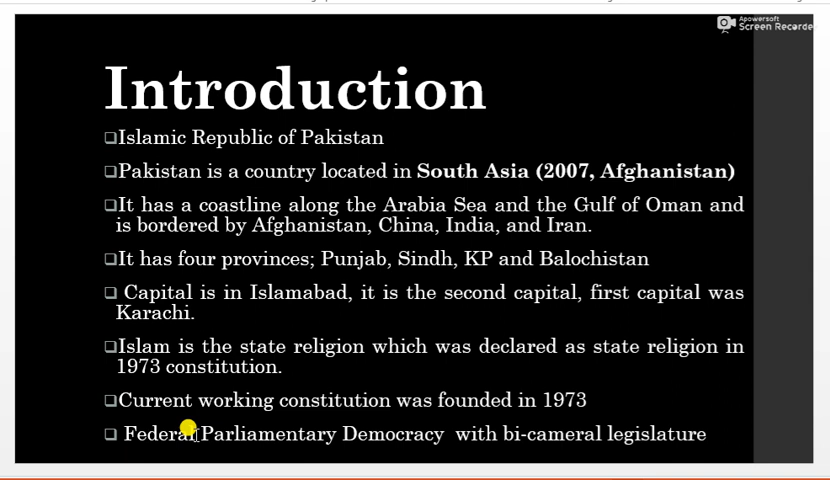 Apowersoft
Screen Recorder
Introduction
❑Islamic Republic of Pakistan
❑Pakistan is a country located in South Asia (2007, Afghanistan)
❑It has a coastline along the Arabia Sea and the Gulf of Oman and
is bordered by Afghanistan, China, India, and Iran.
❑It has four provinces; Punjab, Sindh, KP and Balochistan
❑ Capital is in Islamabad, it is the second capital, first capital was
Karachi.
❑Islam is the state religion which was declared as state religion in
1973 constitution.
❑Current working constitution was founded in 1973
❑ Federal Parliamentary Democracy with bi-cameral legislature